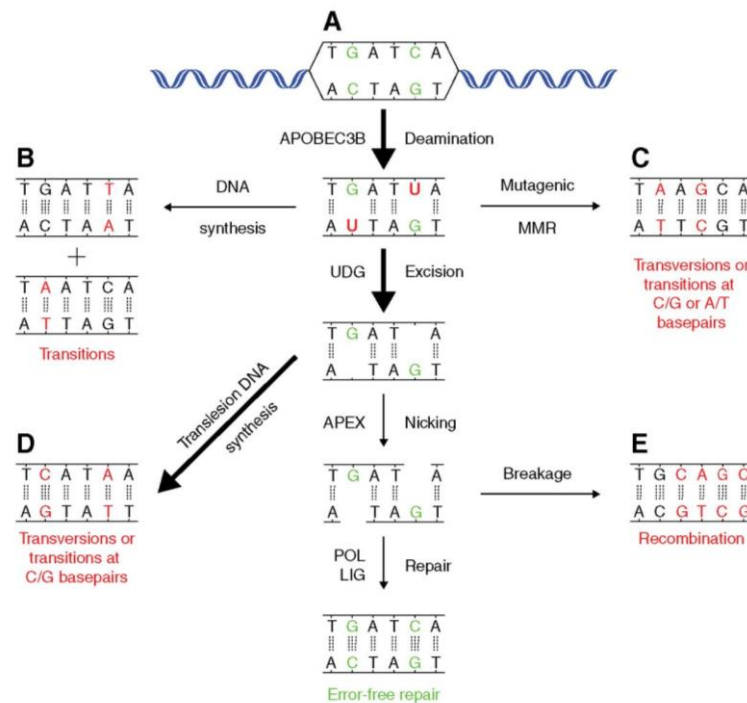 A
T G A T C A
A C T A G T
APOBEC3B Deamination
B
T G A T T A
A C T A A T
+
T A A T C A
A T T A G T
Transitions
DNA
synthesis
T G A T U A
A U T A G T
Mutagenic
MMR
C
T A A G C A
A T T C G T
Transversions or
transitions at
C/G or A/T
basepairs
UDG Excision
T G A T A
A T A G T
Translesion DNA
synthesis
D
T C A T A A
A G T A T T
Transversions or
transitions at
C/G basepairs
APEX Nicking
T G A T A
A T A G T
Breakage
E
T G C A G C
A C G T C G
Recombination
POL
LIG
Repair
T G A T C A
A C T A G T
Error-free repair